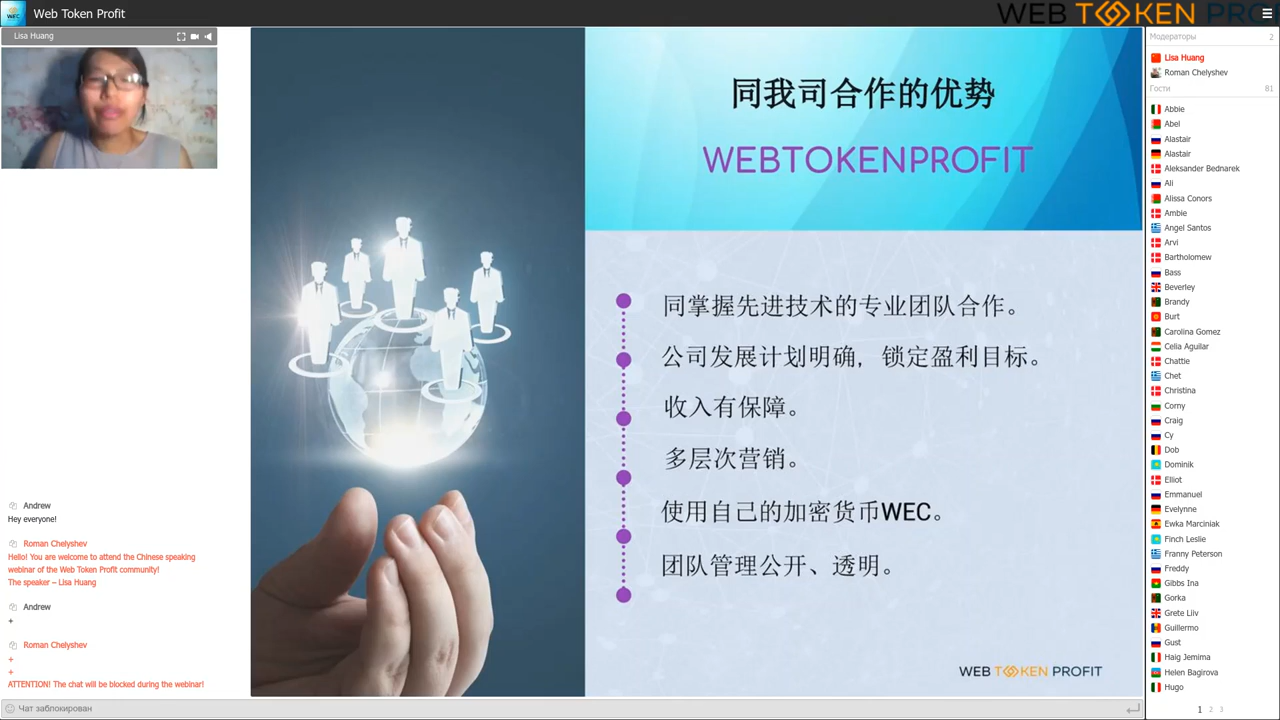 WEC
Web Token Profit
WEB TOKEN PRO
Lisa Huang
同我司合作的优势
WEBTOKENPROFIT
同掌握先进技术的专业团队合作。
公司发展计划明确，锁定盈利目标。
收入有保障。
多层次营销。
使用自己的加密货币WEC。
团队管理公开、透明。
WEB TOKEN PROFIT
Andrew
Hey everyone!
Roman Chelyshev
Hello! You are welcome to attend the Chinese speaking
webinar of the Web Token Profit community!
The speaker – Lisa Huang
Andrew
+
Roman Chelyshev
+
+
ATTENTION! The chat will be blocked during the webinar!
Чат заблокирован
Модераторы 2
Lisa Huang
Roman Chelyshev
Гости 81
Abbie
Abel
Alastair
Alastair
Aleksander Bednarek
Ali
Alissa Conors
Ambie
Angel Santos
Arvi
Bartholomew
Bass
Beverley
Brandy
Burt
Carolina Gomez
Celia Aguilar
Chattie
Chet
Christina
Corny
Craig
Cy
Dob
Dominik
Elliot
Emmanuel
Evelynne
Ewka Marciniak
Finch Leslie
Franny Peterson
Freddy
Gibbs Ina
Gorka
Grete Liiv
Guillermo
Gust
Haig Jemima
Helen Bagirova
Hugo
1 2 3